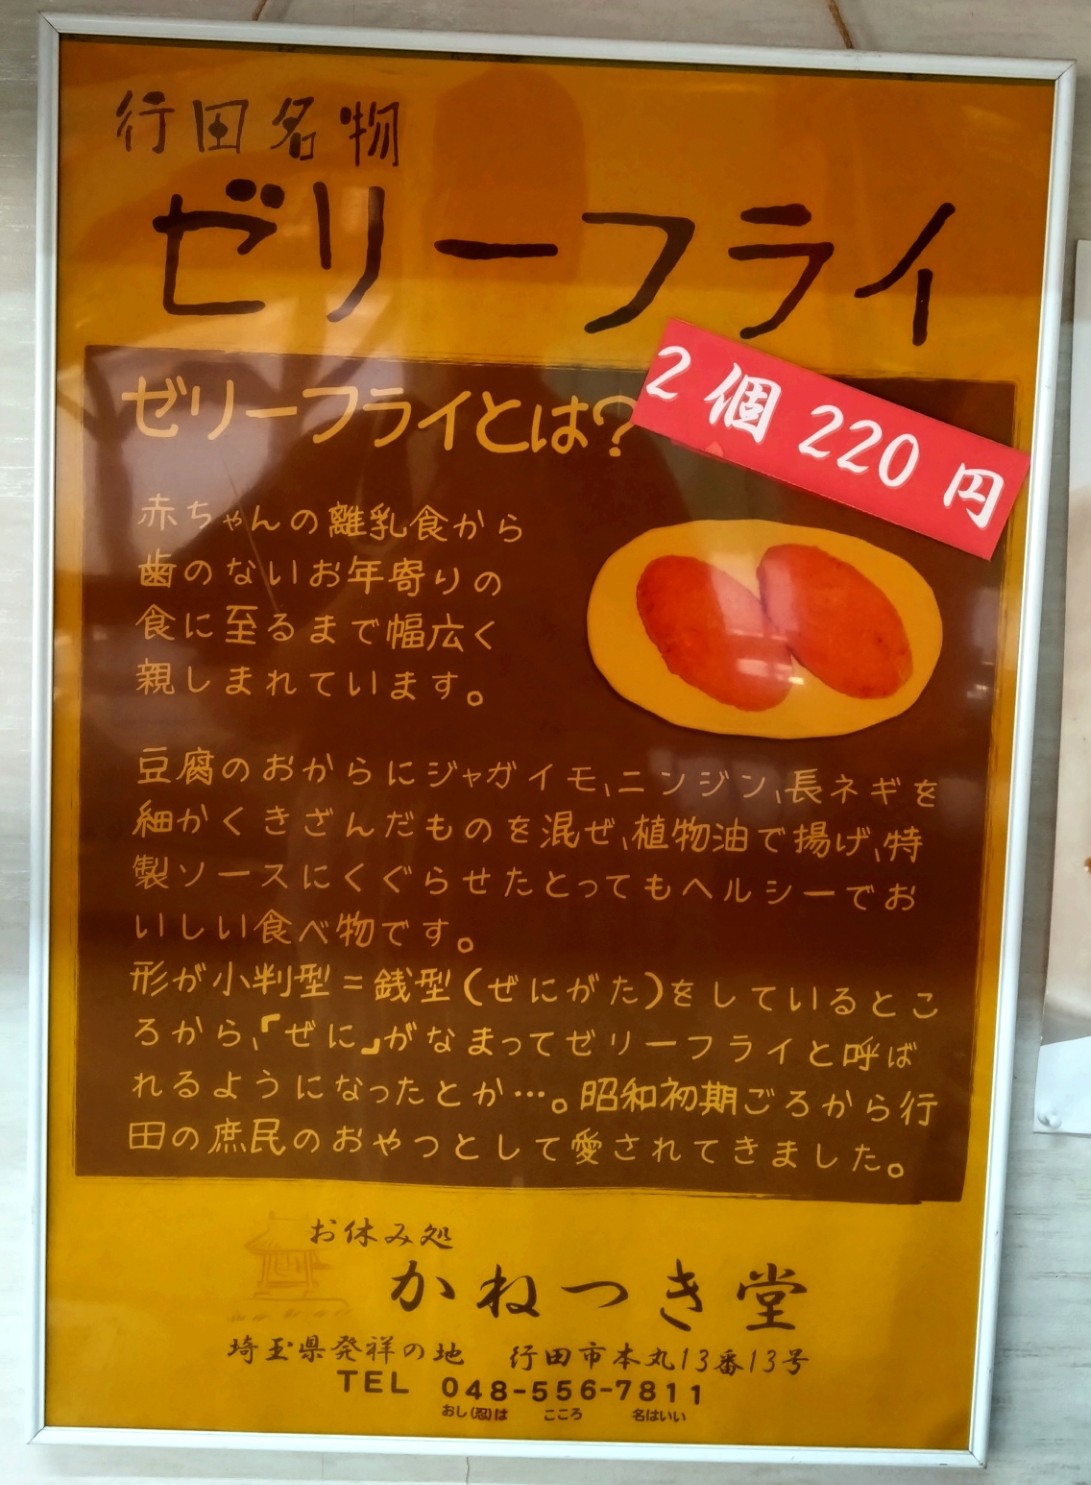 行田名物
ゼリーフライ
2個 220円
ゼリーフライとは?
赤ちゃんの離乳食から
歯のないお年寄りの
食に至るまで幅広く
親しまれています。
豆腐のおからにジャガイモ、ニンジン、長ネギを
細かくきざんだものを混ぜ、植物油で揚げ、特
製ソースにくぐらせたとってもヘルシーでお
いしい食べ物です。
形が小判型=銭型(ぜにがた)をしているとこ
ろから、「ぜに」がなまってゼリーフライと呼ば
れるようになったとか…。昭和初期ごろから行
田の庶民のおやつとして愛されてきました。
お休み処
かねつき堂
埼玉県発祥の地 行田市本丸13番13号
TEL 048-556-7811
おし(忍)は こころ 名はいい